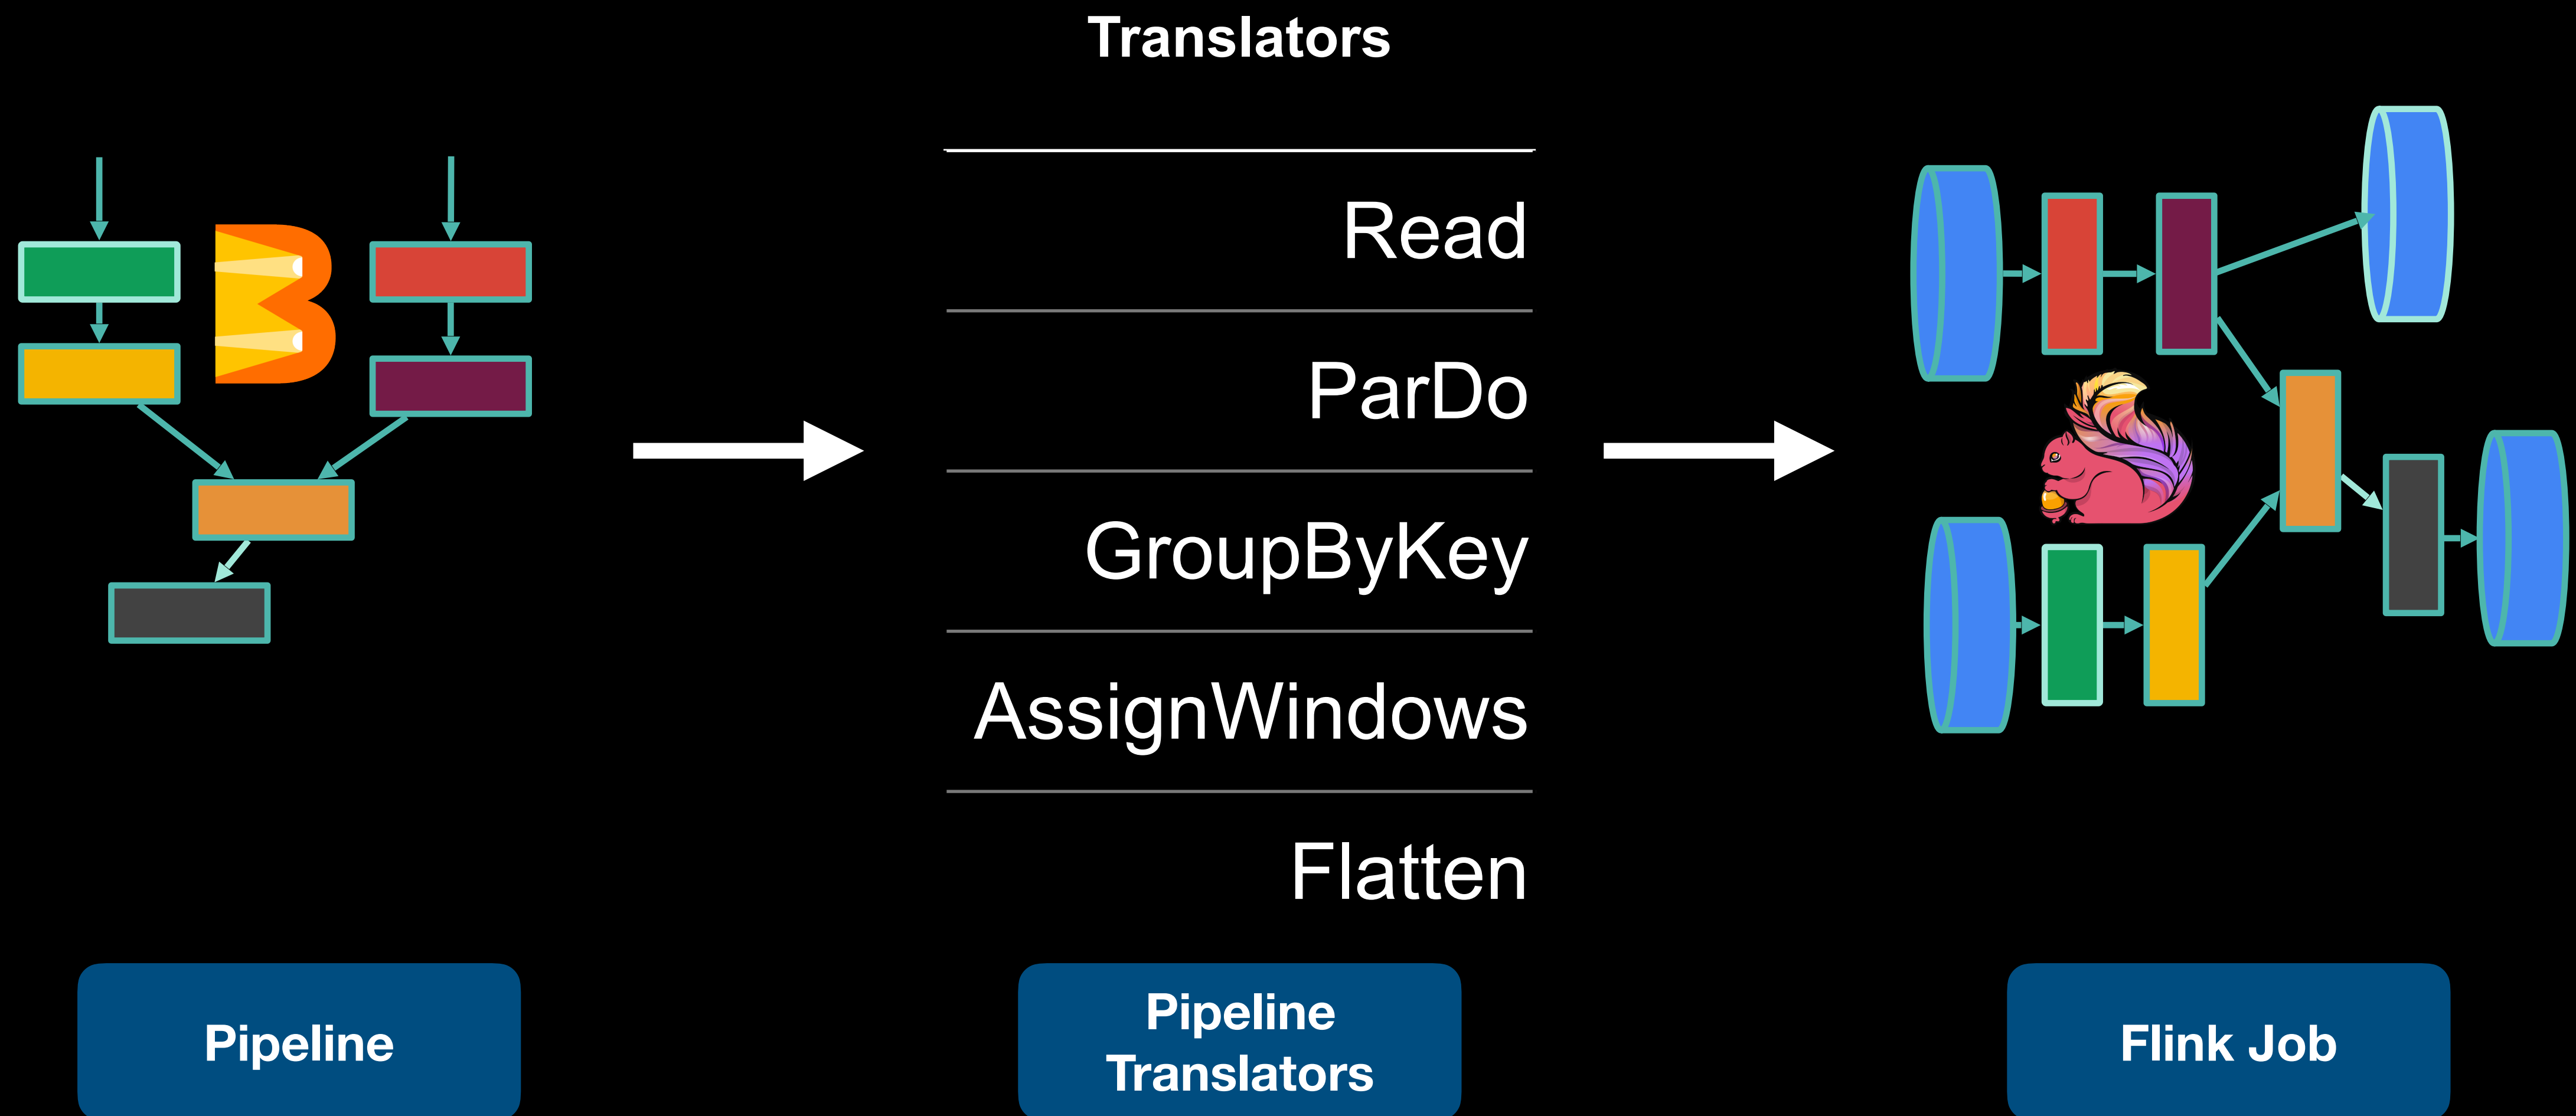 Translators
Read
ParDo
GroupByKey
AssignWindows
Flatten
Pipeline
Pipeline
Translators
Flink Job